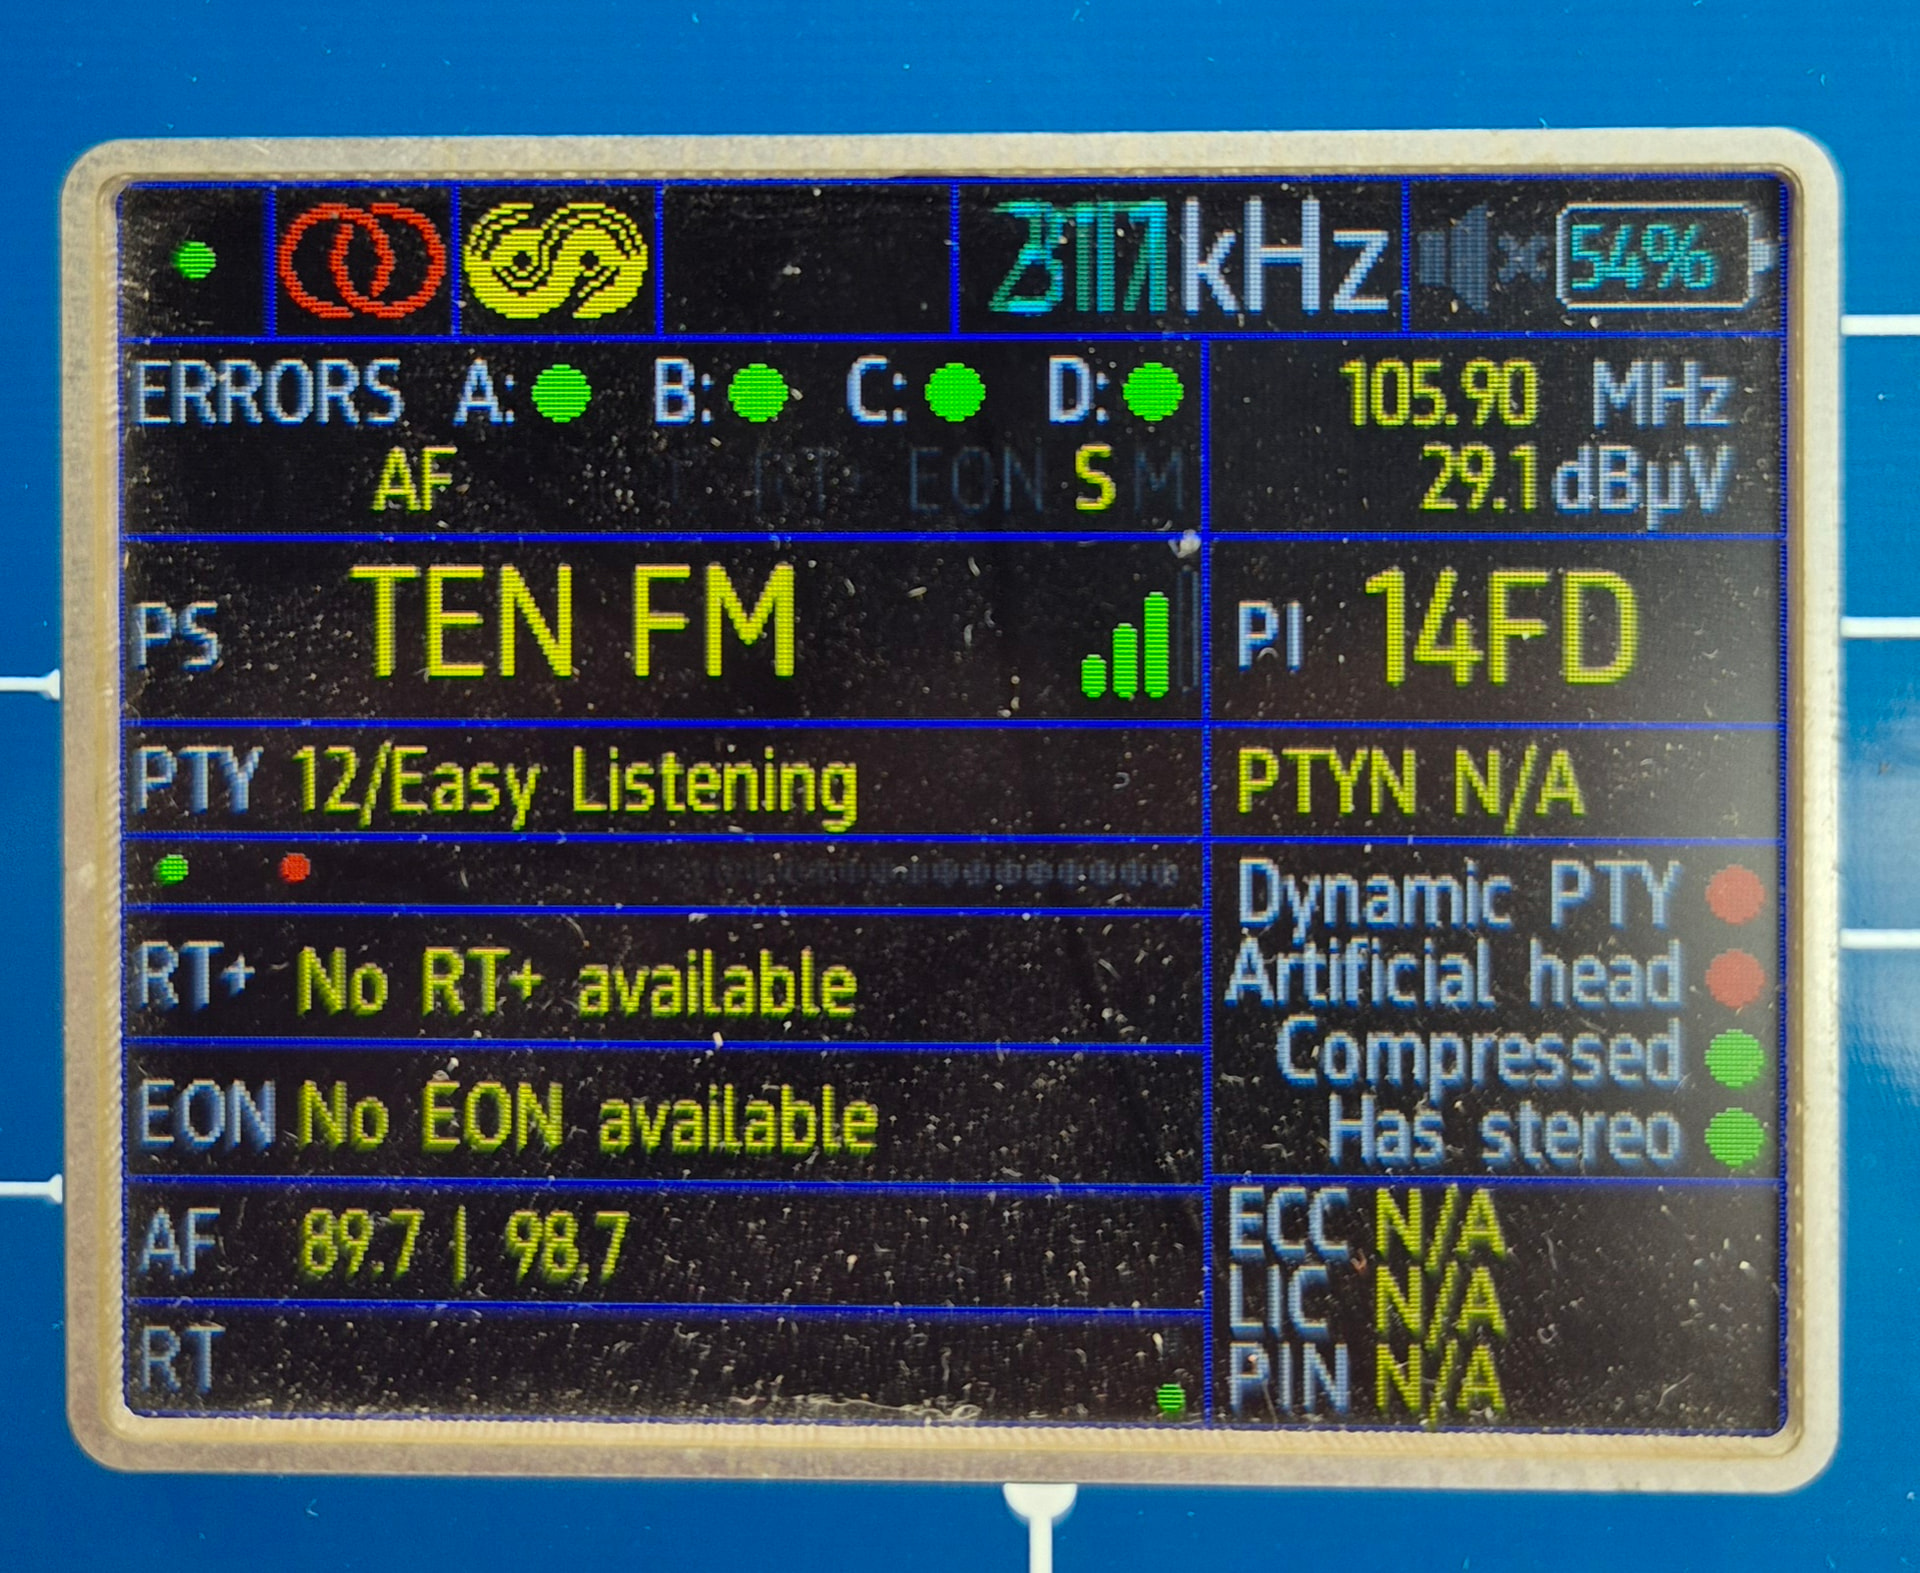 kHz 54%
ERRORS A: B: C: D: 105.90 MHz
AF EON S M 29.1 dBµV
PS TEN FM PI 14FD
PTY 12/Easy Listening PTYN N/A
Dynamic PTY
Artificial head
RT+ No RT+ available
Compressed
EON No EON available
Has stereo
AF 89.7 | 98.7
ECC N/A
LIC N/A
RT
PIN N/A